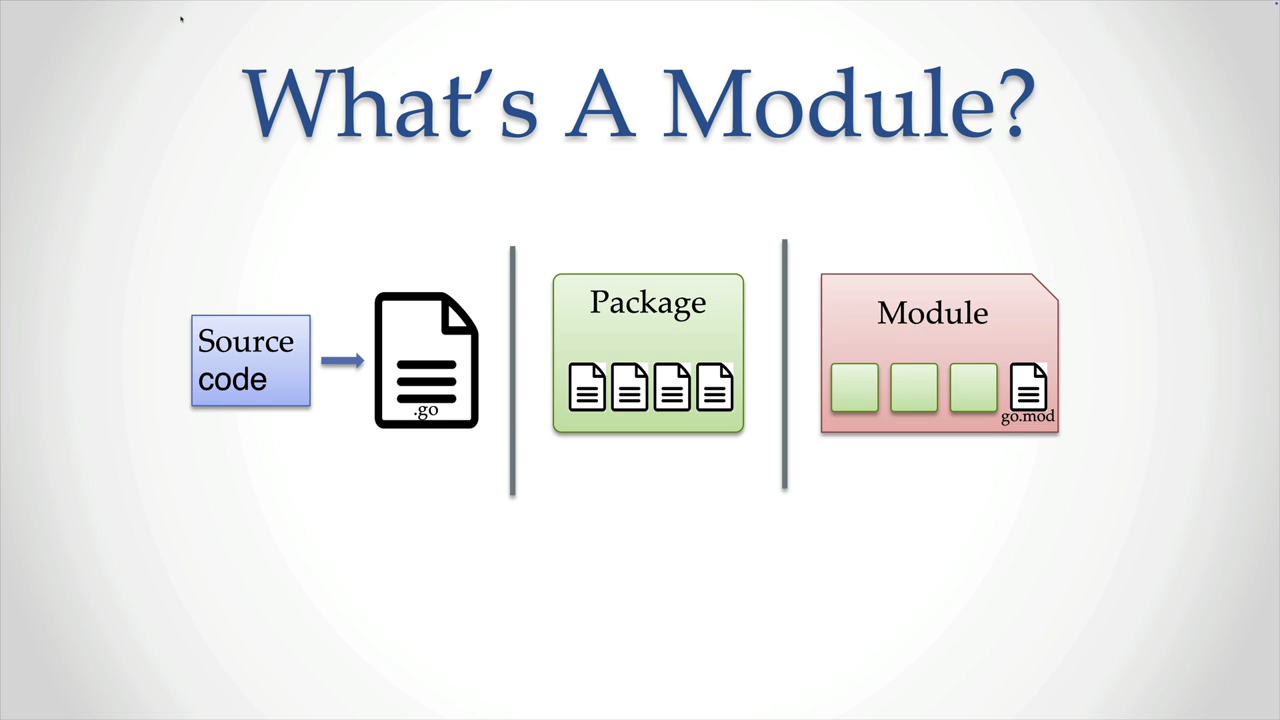 What’s A Module?
Source
code
.go
Package
Module
go.mod